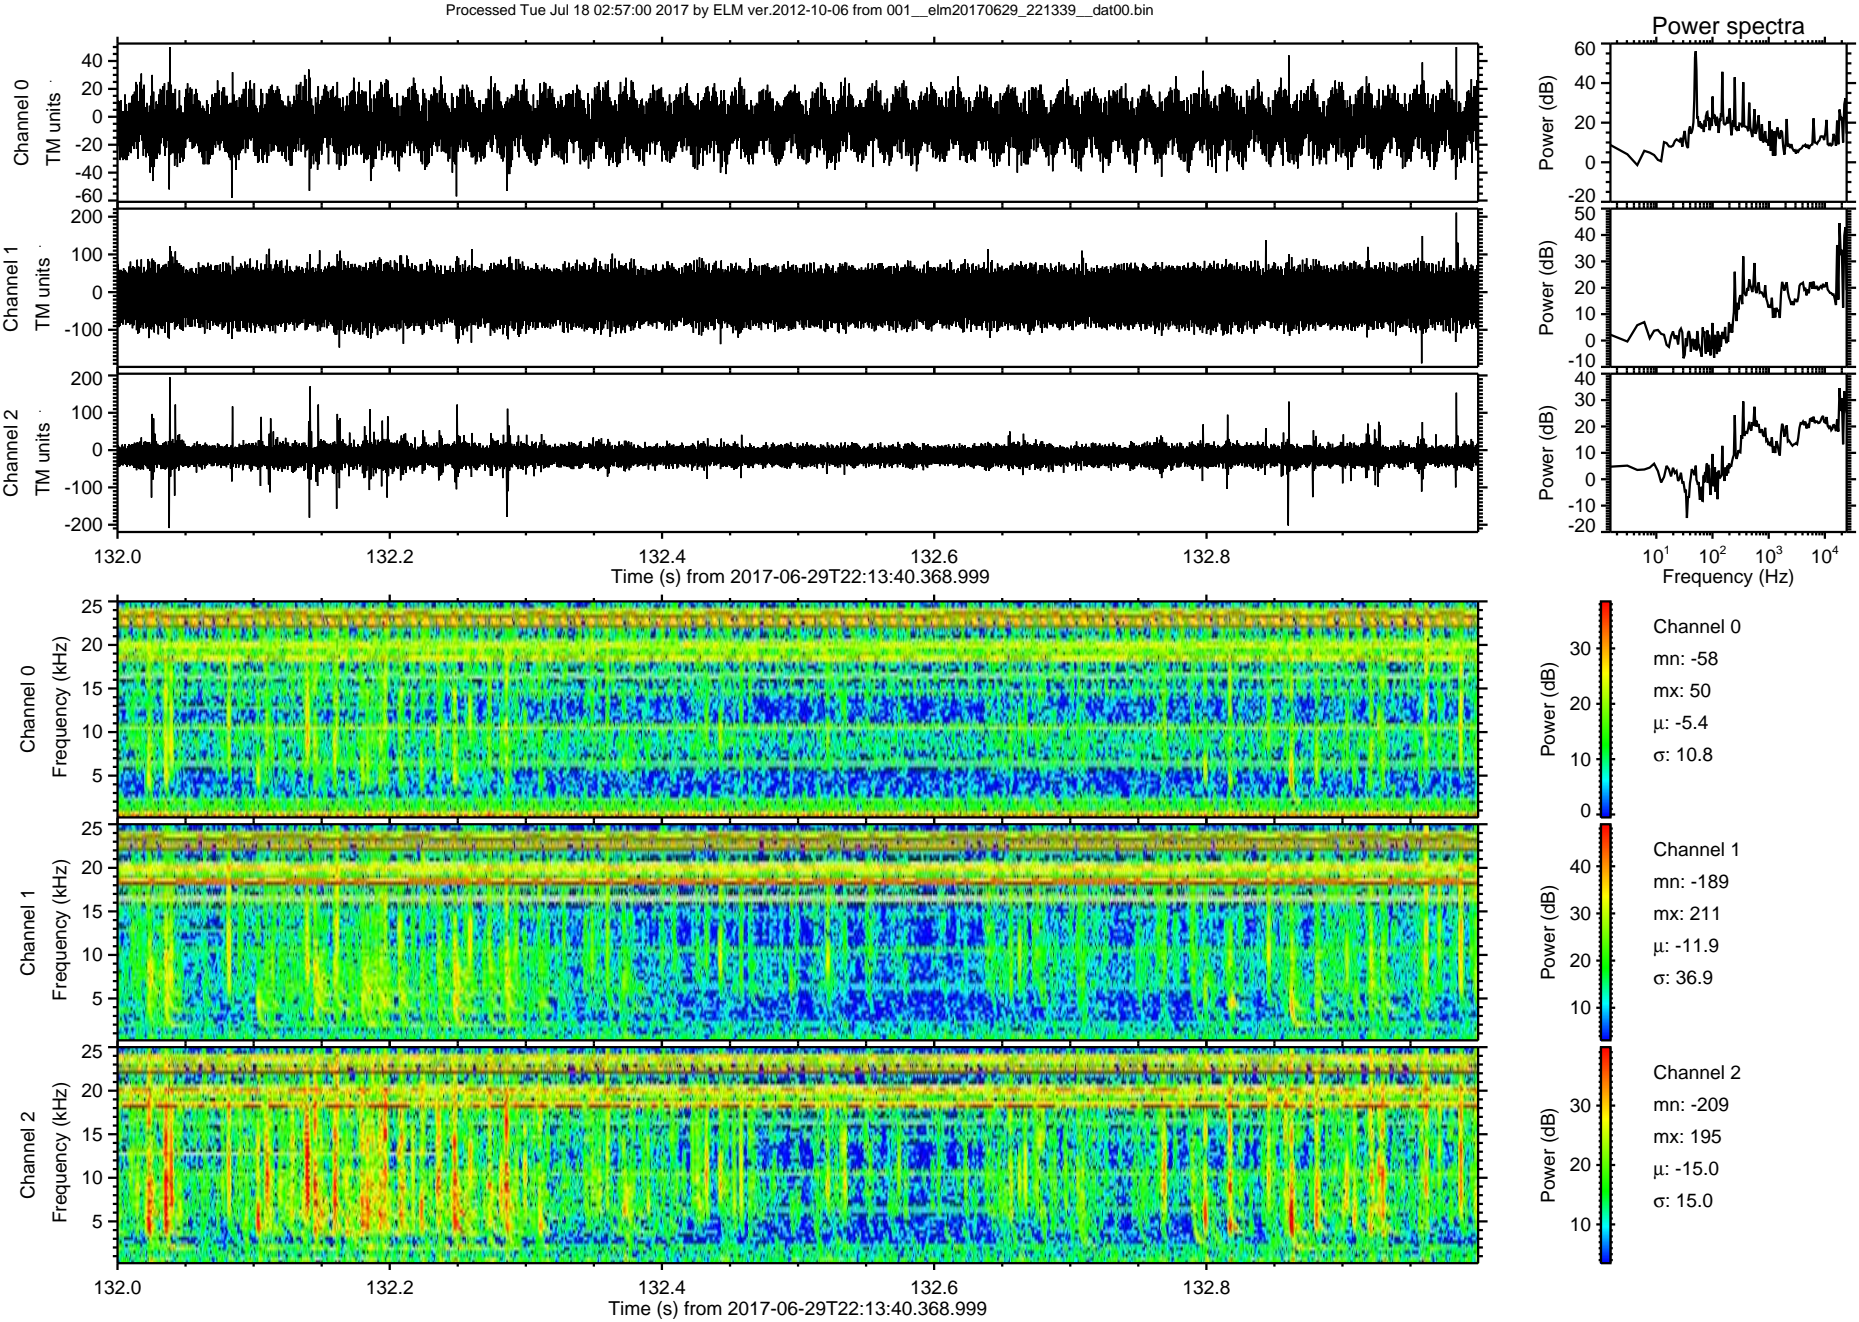 Processed Tue Jul 18 02:57:00 2017 by ELM ver.2012-10-06 from 001__elm20170629_221339__dat00.bin
Power spectra
Channel 0
TM units
40
20
0
-20
-40
-60
Power (dB)
60
40
20
0
-20
Channel 1
TM units
200
100
0
-100
Power (dB)
50
40
30
20
10
0
-10
Channel 2
TM units
200
100
0
-100
-200
Power (dB)
40
30
20
10
0
-10
-20
132.0 132.2 132.4 132.6 132.8
Time (s) from 2017-06-29T22:13:40.368.999
10¹ 10² 10³ 10⁴
Frequency (Hz)
Channel 0
Frequency (kHz)
25
20
15
10
5
Power (dB)
30
20
10
0
Channel 0
mn: -58
mx: 50
μ: -5.4
σ: 10.8
Channel 1
Frequency (kHz)
25
20
15
10
5
Power (dB)
40
30
20
10
Channel 1
mn: -189
mx: 211
μ: -11.9
σ: 36.9
Channel 2
Frequency (kHz)
25
20
15
10
5
Power (dB)
30
20
10
Channel 2
mn: -209
mx: 195
μ: -15.0
σ: 15.0
132.0 132.2 132.4 132.6 132.8
Time (s) from 2017-06-29T22:13:40.368.999